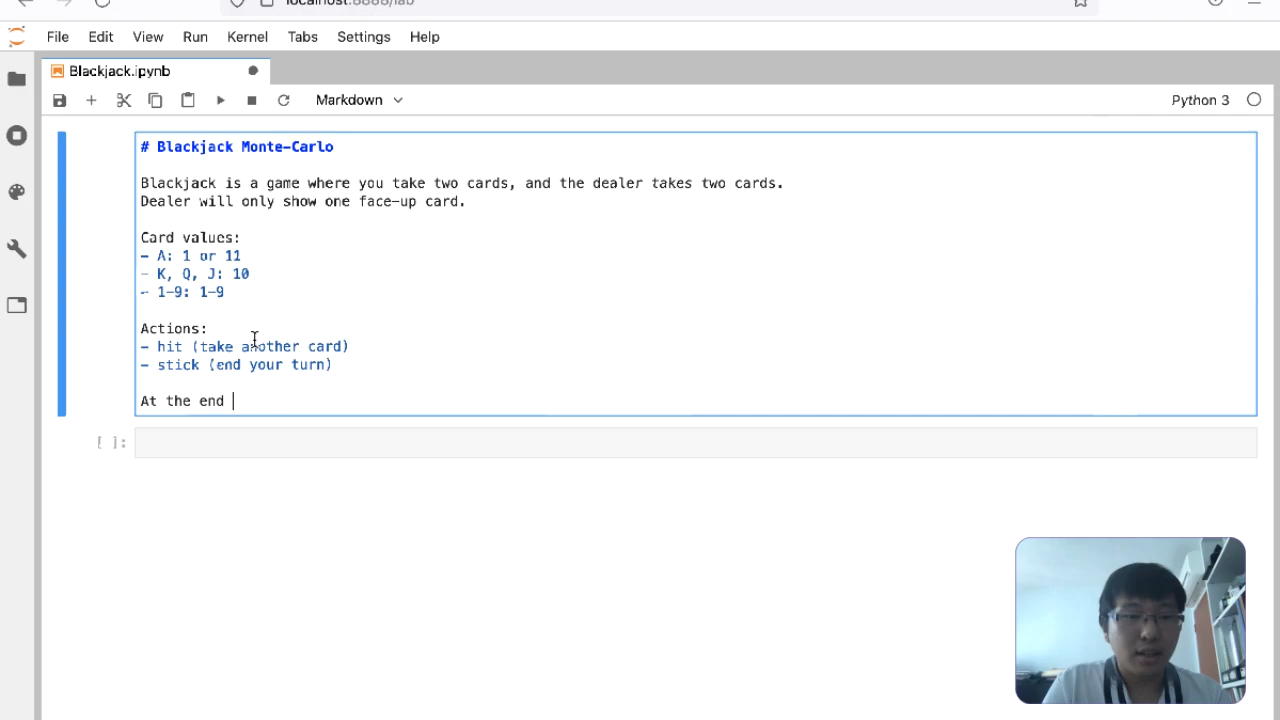 localhost:8888/lab
File Edit View Run Kernel Tabs Settings Help
Blackjack.ipynb
Markdown
Python 3
# Blackjack Monte-Carlo
Blackjack is a game where you take two cards, and the dealer takes two cards.
Dealer will only show one face-up card.
Card values:
- A: 1 or 11
- K, Q, J: 10
- 1-9: 1-9
Actions:
- hit (take another card)
- stick (end your turn)
At the end
[ ]: